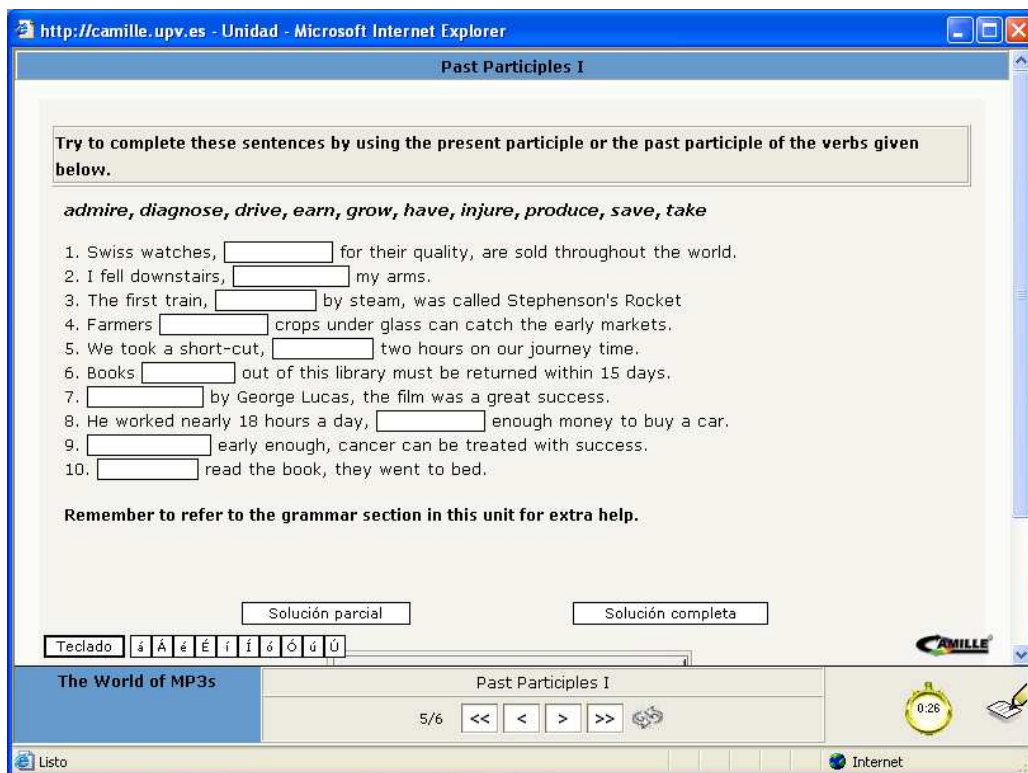 http://camille.upv.es - Unidad - Microsoft Internet Explorer
Past Participles I
Try to complete these sentences by using the present participle or the past participle of the verbs given
below.
admire, diagnose, drive, earn, grow, have, injure, produce, save, take
1. Swiss watches, for their quality, are sold throughout the world.
2. I fell downstairs, my arms.
3. The first train, by steam, was called Stephenson's Rocket
4. Farmers crops under glass can catch the early markets.
5. We took a short-cut, two hours on our journey time.
6. Books out of this library must be returned within 15 days.
7. by George Lucas, the film was a great success.
8. He worked nearly 18 hours a day, enough money to buy a car.
9. early enough, cancer can be treated with success.
10. read the book, they went to bed.
Remember to refer to the grammar section in this unit for extra help.
Solución parcial Solución completa
Teclado á Á é É í Í ó Ó ú Ú CAMILLE
The World of MP3s Past Participles I
5/6 << < > >> 0:26
Listo Internet